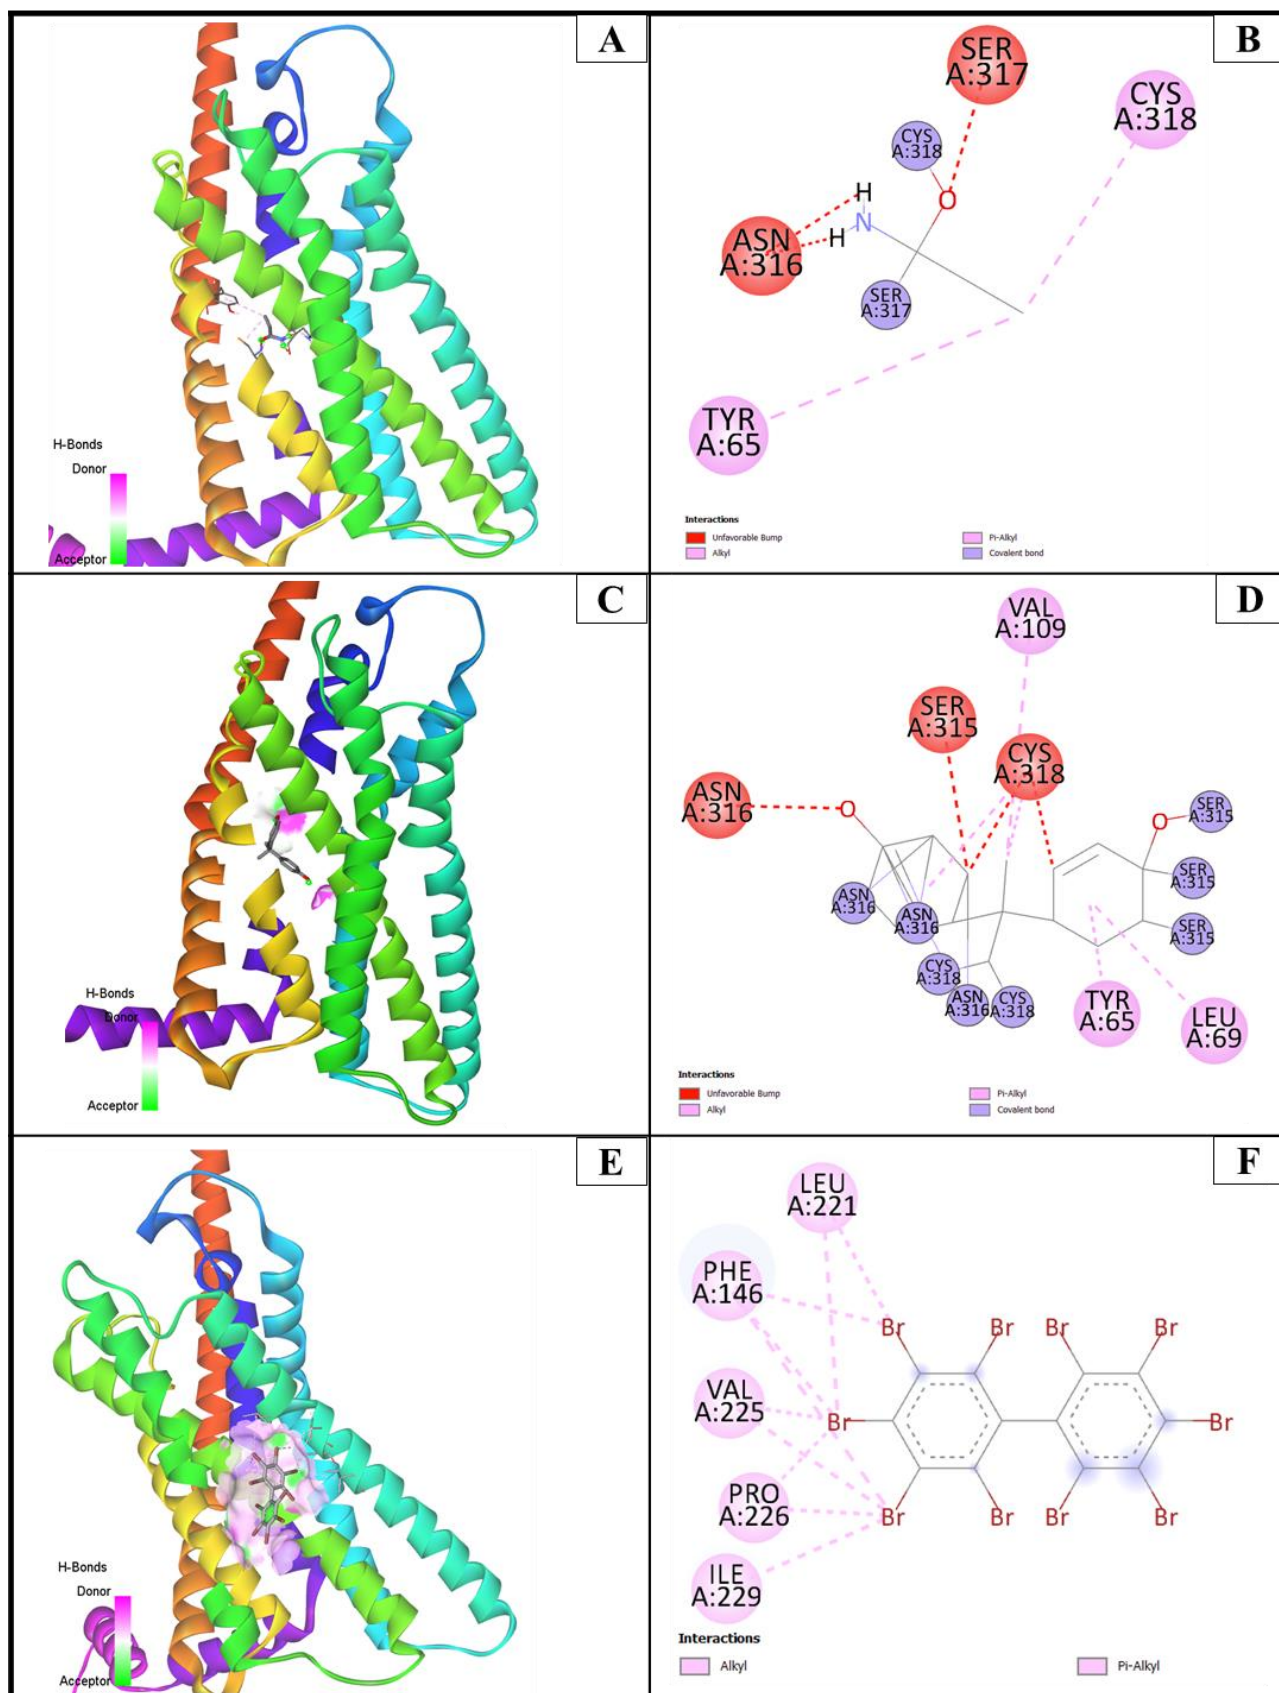 A
H-Bonds
Donor
Acceptor
B
SER
A:317
CYS
A:318
CYS
A:318
O
H
N
H
ASN
A:316
SER
A:317
TYR
A:65
Interactions
Unfavorable Bump
Alkyl
Pi-Alkyl
Covalent bond
C
H-Bonds
Donor
Acceptor
D
VAL
A:109
SER
A:315
CYS
A:318
ASN
A:316
O
O
SER
A:315
SER
A:315
SER
A:315
ASN
A:316
ASN
A:316
CYS
A:318
ASN
A:316
CYS
A:318
TYR
A:65
LEU
A:69
Interactions
Unfavorable Bump
Alkyl
Pi-Alkyl
Covalent bond
E
H-Bonds
Donor
Acceptor
F
LEU
A:221
PHE
A:146
VAL
A:225
PRO
A:226
ILE
A:229
Br Br Br Br
Br Br
Br Br Br Br
Interactions
Alkyl
Pi-Alkyl